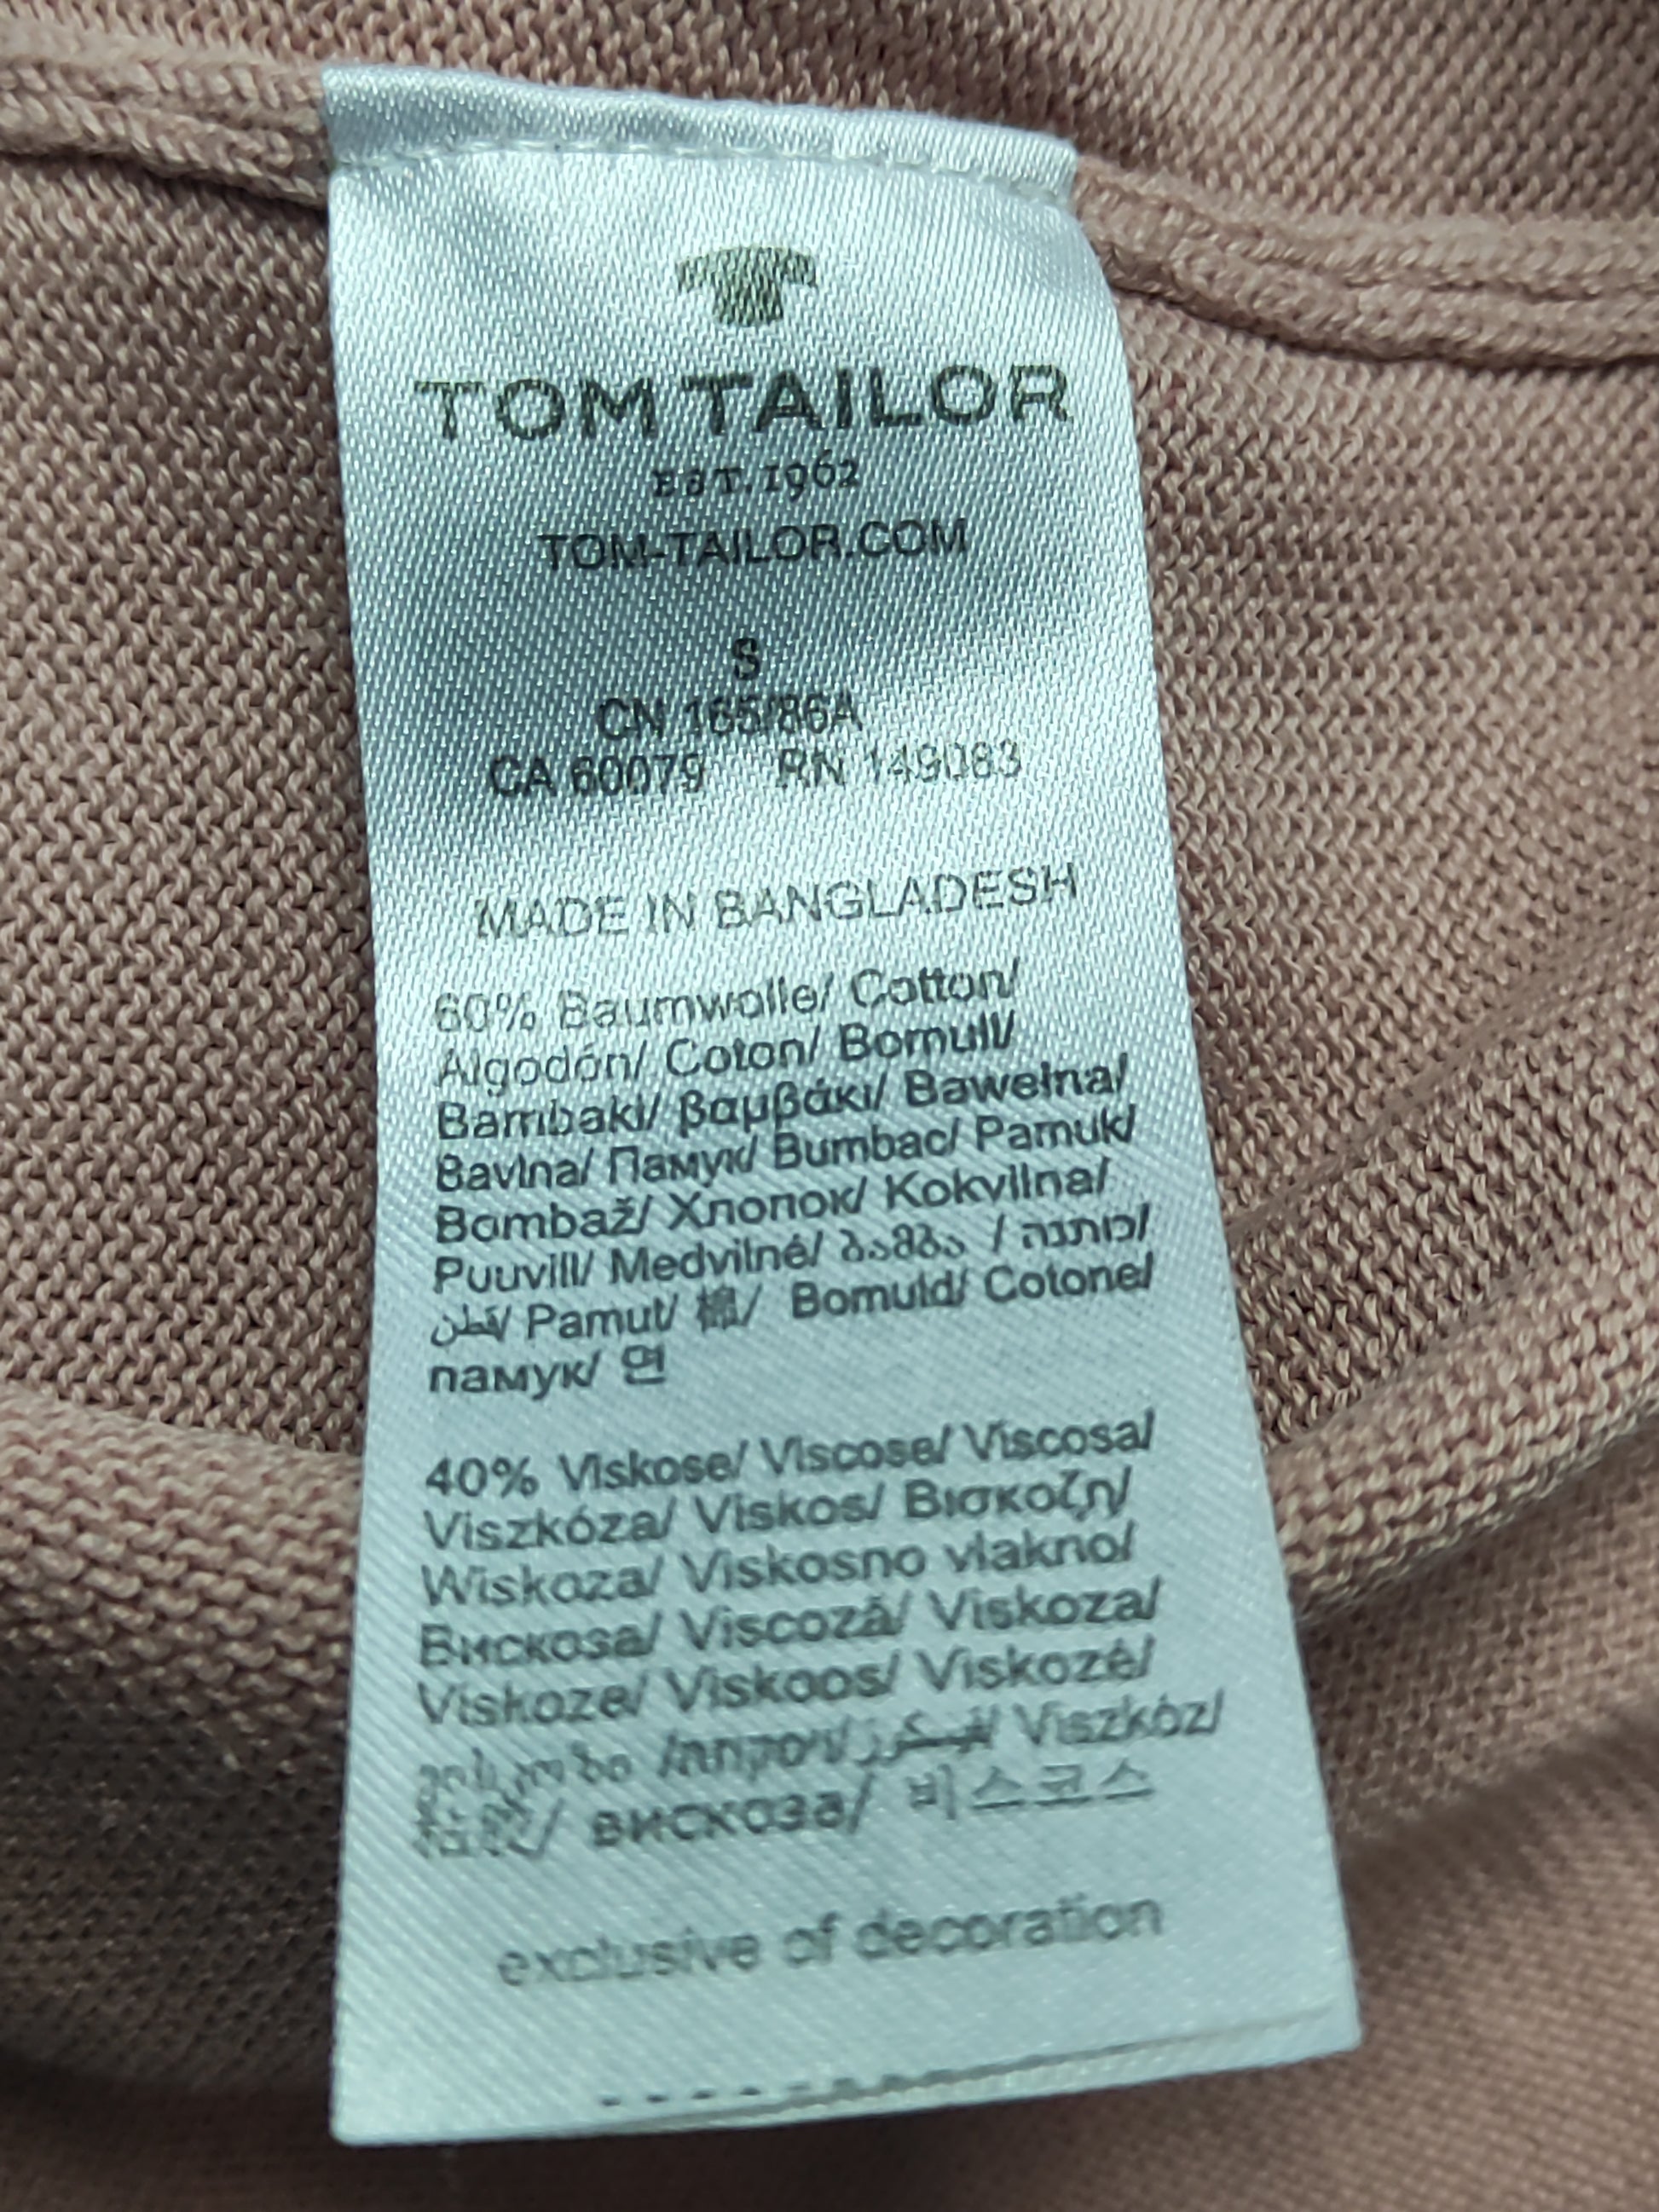 TOM TAILOR
EST. 1962
TOM-TAILOR.COM
S
CN 165/86A
CA 60079 RN 149083
MADE IN BANGLADESH
60% Baumwolle/ Cotton/
Algodón/ Coton/ Bomull/
Bambaki/ βαμβάκι/ Bawełna/
Bavlna/ Памук/ Bumbac/ Pamuk/
Bombaž/ Хлопок/ Kokvilna/
Puuvill/ Medvilné/ ბამბა / כותנה/
قطن/ Pamut/ 棉/ Bomuld/ Cotone/
памук/ 면
40% Viskose/ Viscose/ Viscosa/
Viszkóza/ Viskos/ Βισκοζη/
Wiskoza/ Viskosno vlakno/
Вискоза/ Viscoză/ Viskoza/
Viskoze/ Viskoos/ Viskozė/
ვისკოზა / Viszkóz/
粘胶/ вискоза/ 비스코스
exclusive of decoration